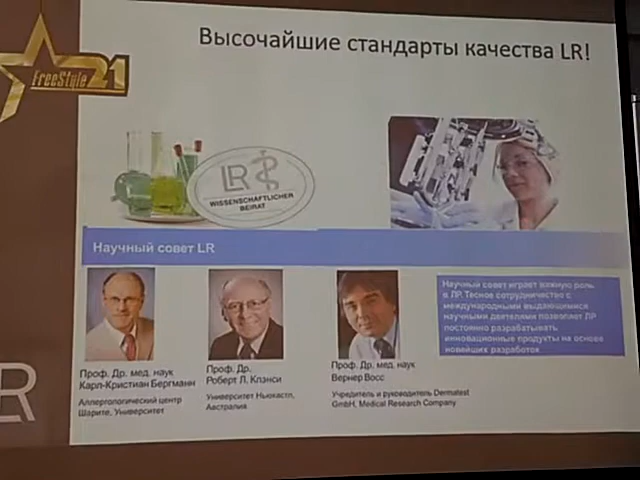 Высочайшие стандарты качества LR!
FreeStyle 21
LR
WISSENSCHAFTLICHER
BEIRAT
Научный совет LR
Научный совет играет важную роль
в ЛР. Тесное сотрудничество с
международными выдающимися
научными деятелями позволяет ЛР
постоянно разрабатывать
инновационные продукты на основе
новейших разработок
Проф. Др. мед. наук
Карл-Кристиан Бергманн
Аллергологический центр
Шарите, Университет
Проф. Др.
Роберт Л. Клэнси
Университет Ньюкастл,
Австралия
Проф. Др. мед. наук
Вернер Восс
Учредитель и руководитель Dermatest
GmbH, Medical Research Company
R